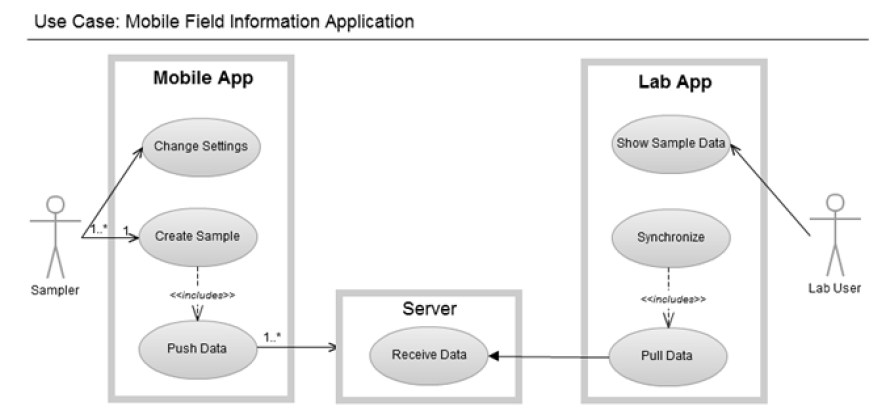 Use Case: Mobile Field Information Application
Mobile App
Change Settings
1..*
1
Create Sample
Sampler
<<includes>>
Push Data
1..*
Server
Receive Data
Lab App
Show Sample Data
Synchronize
Lab User
<<includes>>
Pull Data